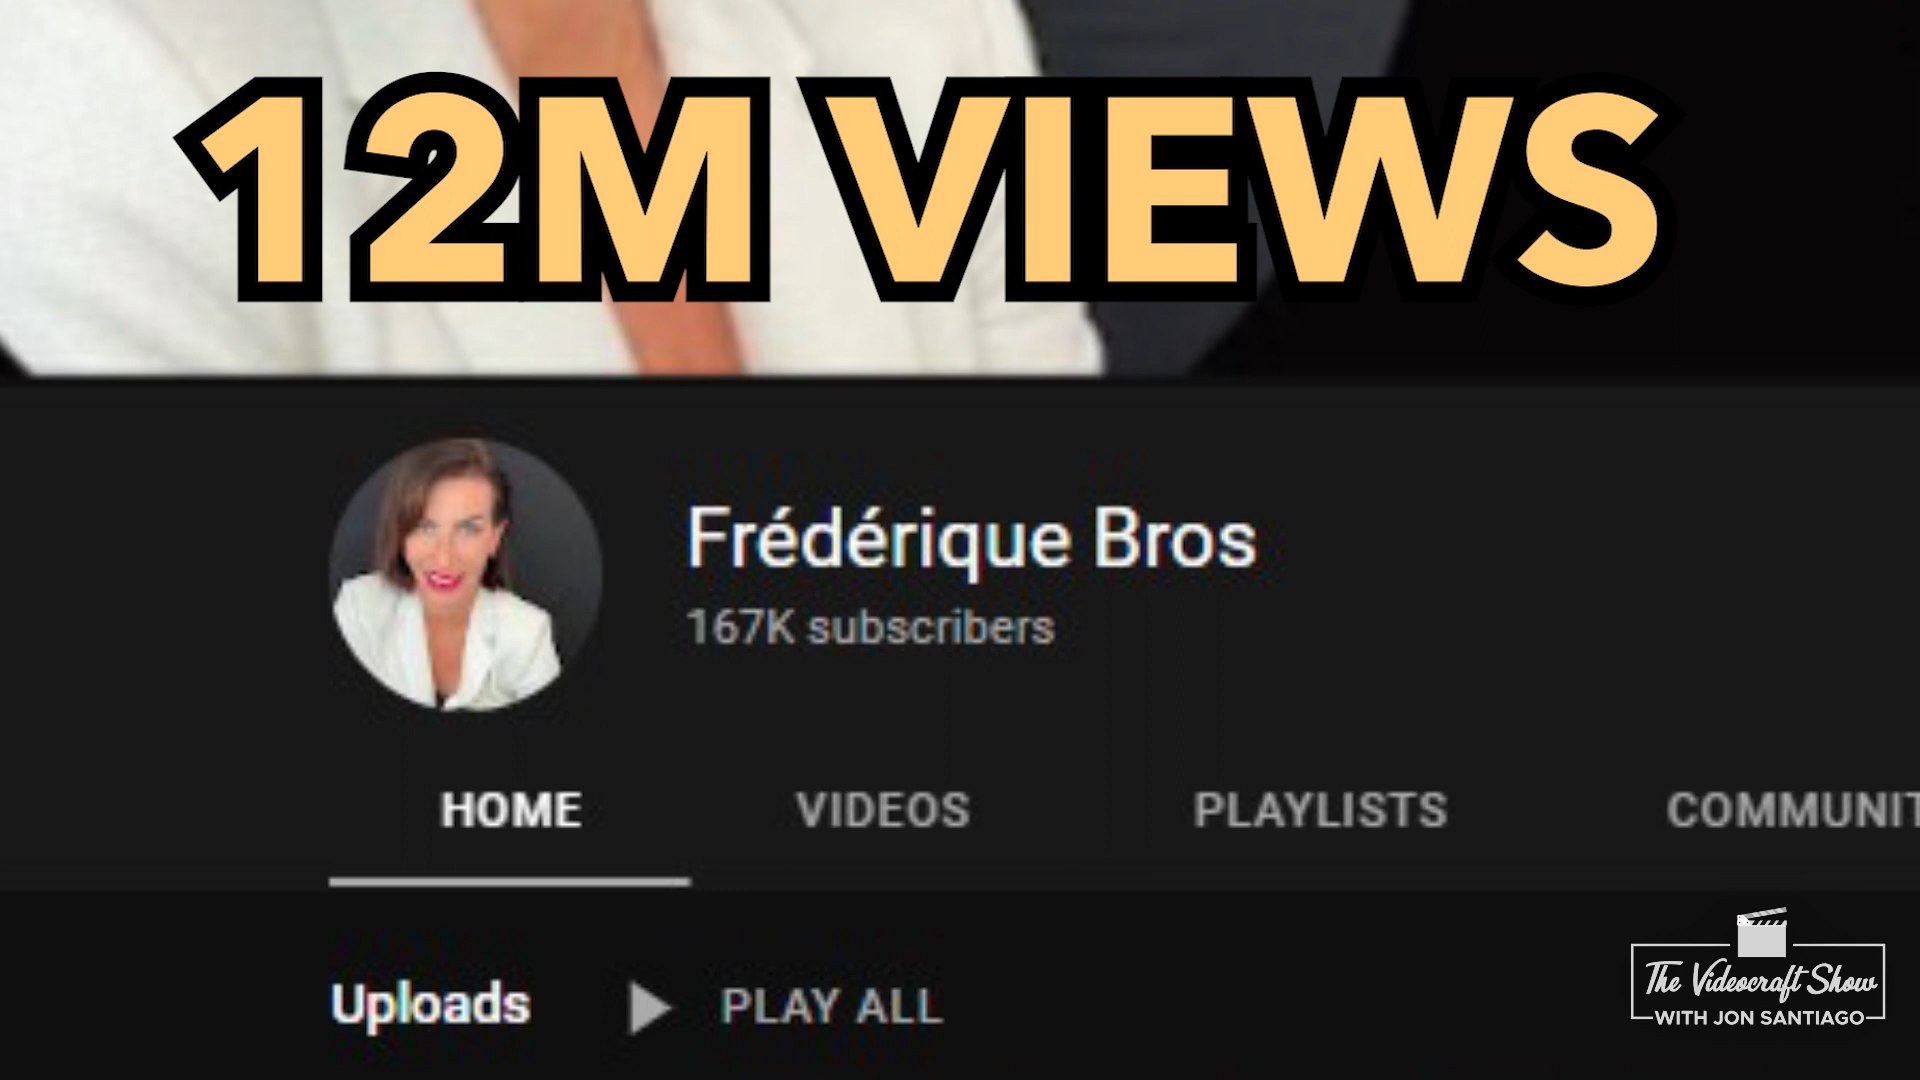 12M VIEWS
Frédérique Bros
167K subscribers
HOME VIDEOS PLAYLISTS COMMUNIT
Uploads PLAY ALL
The Videocraft Show
WITH JON SANTIAGO